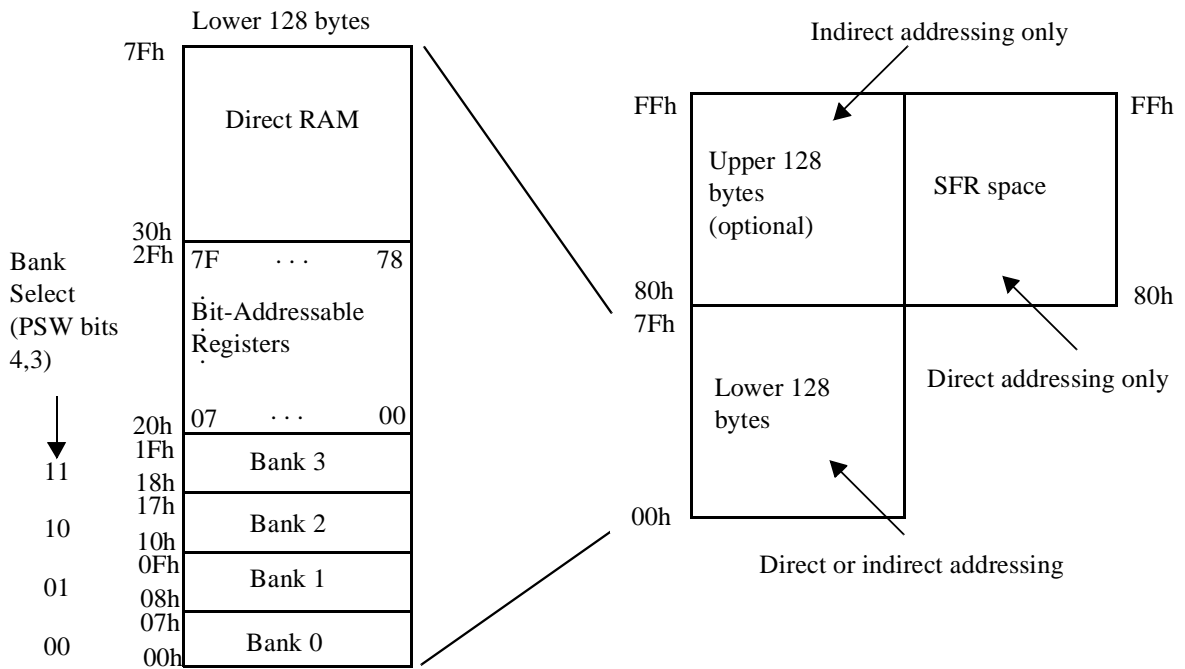 Lower 128 bytes
7Fh
Direct RAM
30h
2Fh
7F . . . 78
Bit-Addressable
Registers
07 . . . 00
20h
Bank
Select
(PSW bits
4,3)
1Fh
11
Bank 3
18h
17h
10
Bank 2
10h
0Fh
01
Bank 1
08h
07h
00
Bank 0
00h
Indirect addressing only
FFh
FFh
Upper 128
bytes
(optional)
SFR space
80h
80h
7Fh
Direct addressing only
Lower 128
bytes
00h
Direct or indirect addressing